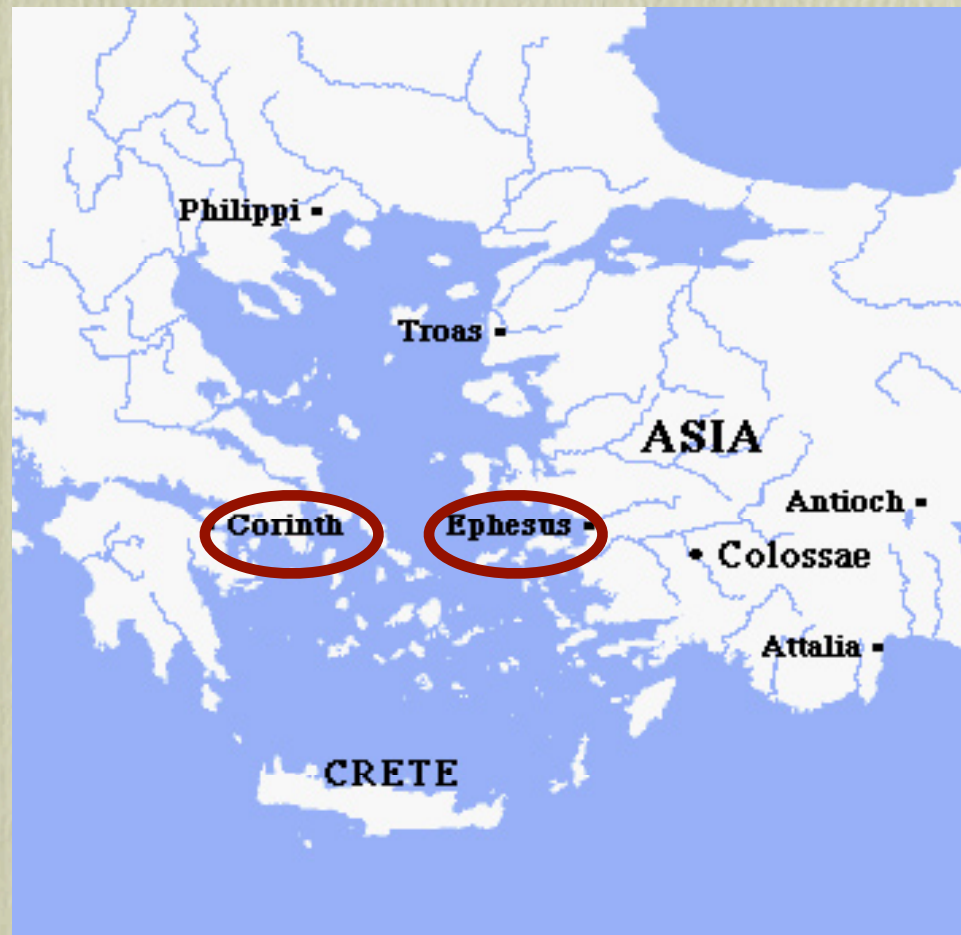 Philippi
Troas
ASIA
Antioch
Corinth
Ephesus
Colossae
Attalia
CRETE